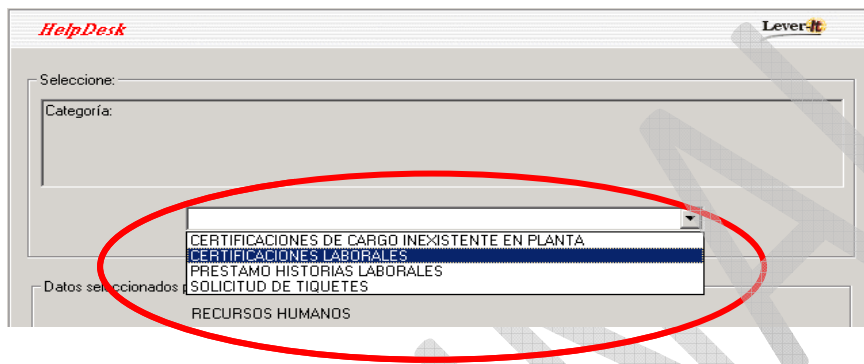 HelpDesk
Lever-It
Seleccione:
Categoría:
CERTIFICACIONES DE CARGO INEXISTENTE EN PLANTA
CERTIFICACIONES LABORALES
PRESTAMO HISTORIAS LABORALES
SOLICITUD DE TIQUETES
Datos seleccionados
RECURSOS HUMANOS